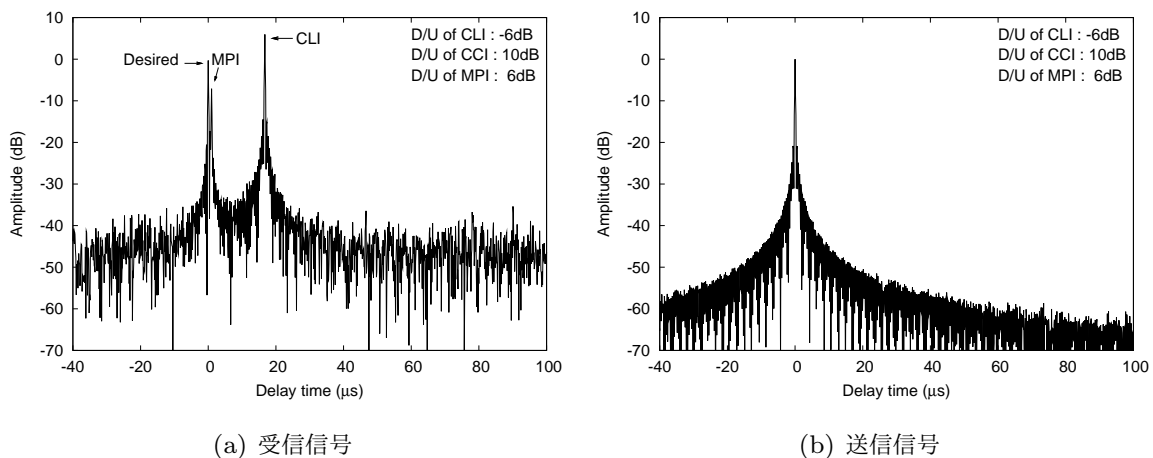 10
0
-10
-20
-30
-40
-50
-60
-70
Amplitude (dB)
-40 -20 0 20 40 60 80 100
Delay time (μs)
Desired
MPI
CLI
D/U of CLI : -6dB
D/U of CCI : 10dB
D/U of MPI : 6dB
(a) 受信信号
10
0
-10
-20
-30
-40
-50
-60
-70
Amplitude (dB)
-40 -20 0 20 40 60 80 100
Delay time (μs)
D/U of CLI : -6dB
D/U of CCI : 10dB
D/U of MPI : 6dB
(b) 送信信号